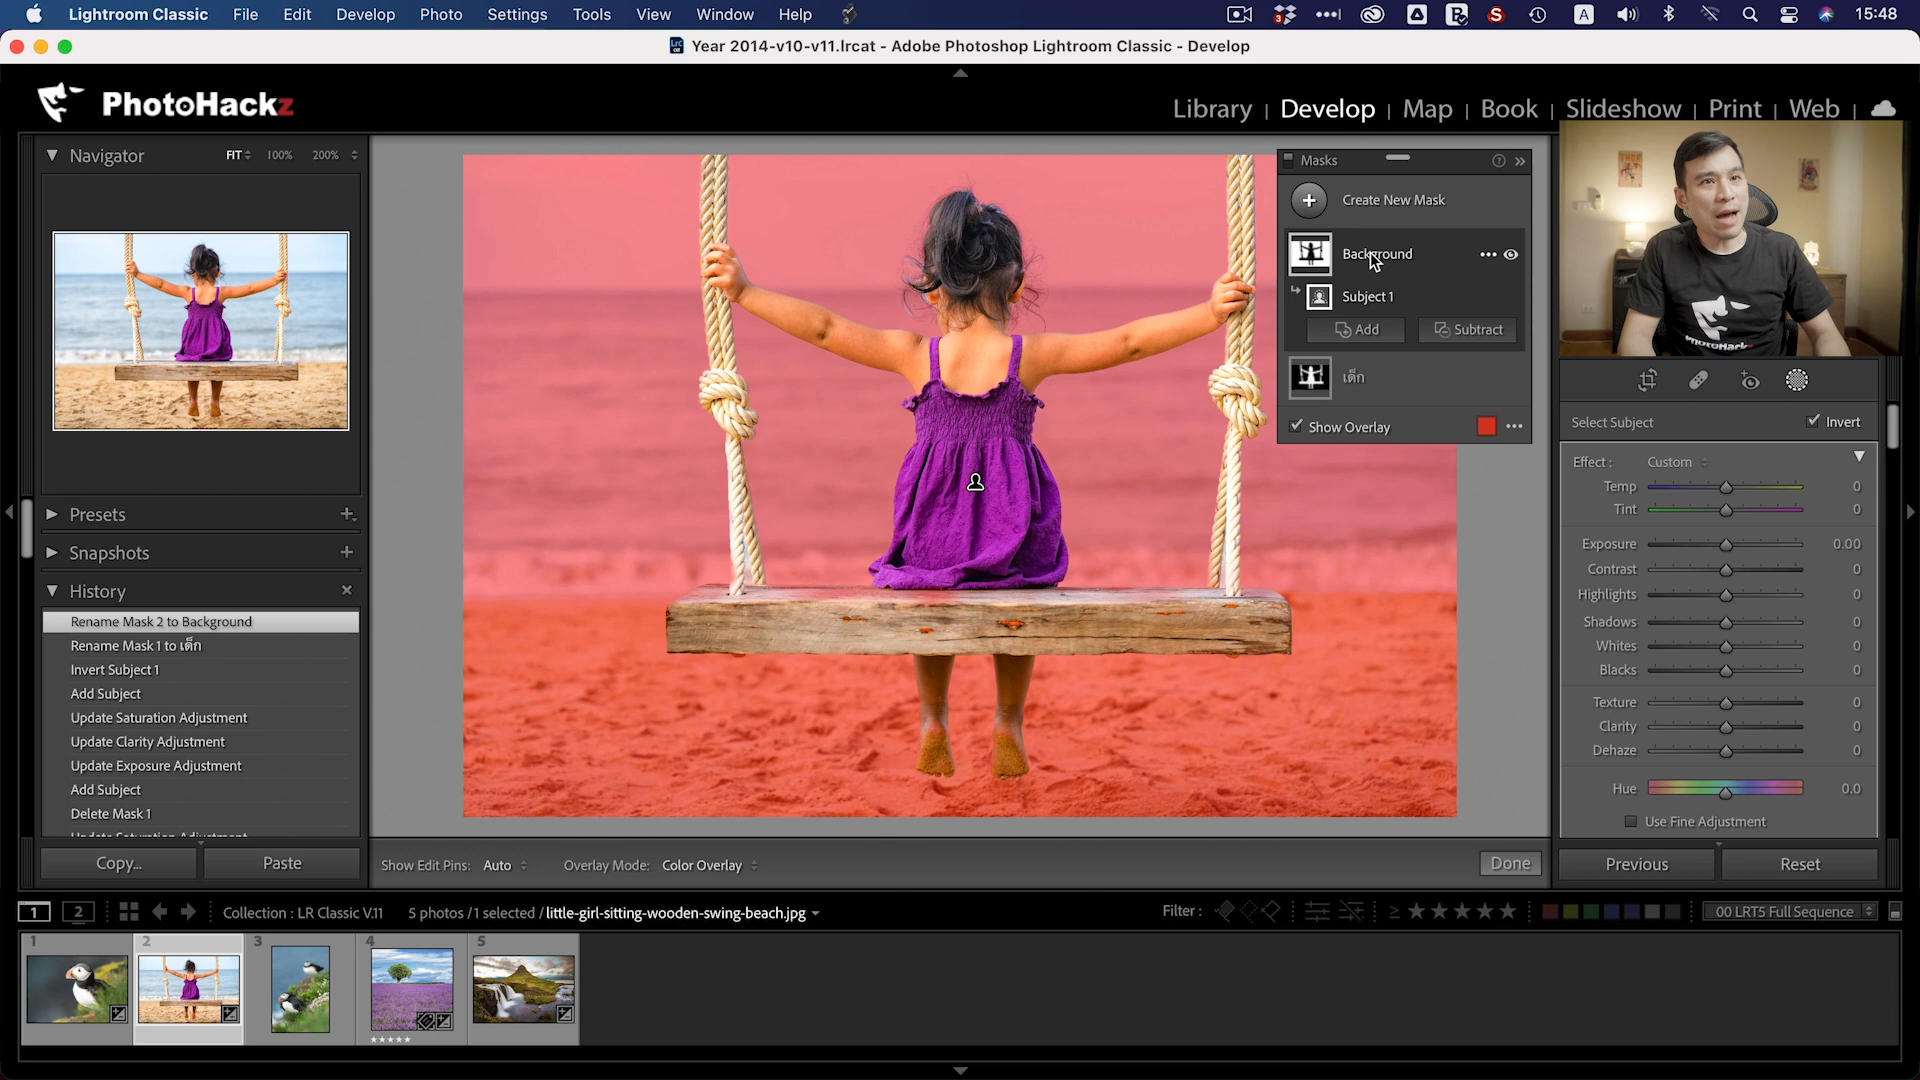 Lightroom Classic File Edit Develop Photo Settings Tools View Window Help
3 A S A 15:48
Lrc Year 2014-v10-v11.lrcat - Adobe Photoshop Lightroom Classic - Develop
PhotoHackz
Library | Develop | Map | Book | Slideshow | Print | Web |
Navigator FIT 100% 200%
Masks
Create New Mask
Background
Subject 1
Add Subtract
เด็ก
Show Overlay
PhotoHackz
Select Subject Invert
Effect : Custom
Temp 0
Tint 0
Exposure 0.00
Contrast 0
Highlights 0
Shadows 0
Whites 0
Blacks 0
Texture 0
Clarity 0
Dehaze 0
Hue 0.0
Use Fine Adjustment
Previous Reset
Presets
Snapshots
History
Rename Mask 2 to Background
Rename Mask 1 to เด็ก
Invert Subject 1
Add Subject
Update Saturation Adjustment
Update Clarity Adjustment
Update Exposure Adjustment
Add Subject
Delete Mask 1
Update Saturation Adjustment
Copy... Paste
Show Edit Pins: Auto Overlay Mode: Color Overlay Done
1 2 Collection : LR Classic V.11 5 photos / 1 selected / little-girl-sitting-wooden-swing-beach.jpg Filter : ≥ ★★★★★ 00 LRT5 Full Sequence
1 2 3 4 5
★★★★★